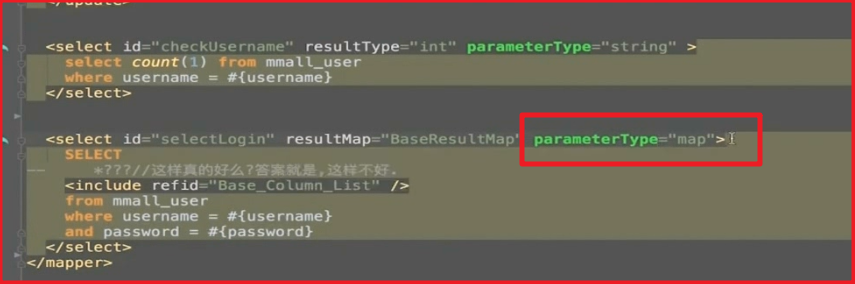 </update>
<select id="checkUsername" resultType="int" parameterType="string" >
select count(1) from mmall_user
where username = #{username}
</select>
<select id="selectLogin" resultMap="BaseResultMap" parameterType="map">
SELECT
*???//这样真的好么?答案就是,这样不好.
<include refid="Base_Column_List" />
from mmall_user
where username = #{username}
and password = #{password}
</select>
</mapper>